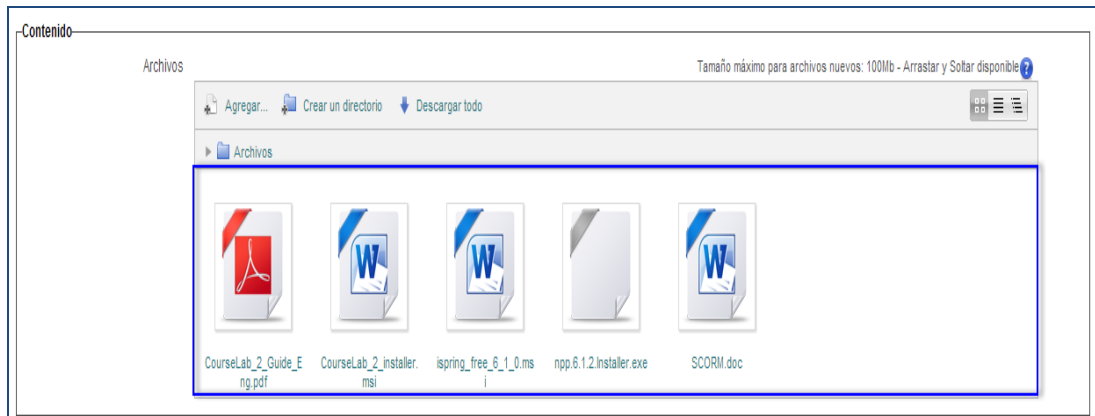 Contenido
Archivos
Tamaño máximo para archivos nuevos: 100Mb - Arrastar y Soltar disponible
Agregar... Crear un directorio Descargar todo
Archivos
CourseLab_2_Guide_E
ng.pdf
CourseLab_2_installer.
msi
ispring_free_6_1_0.ms
i
npp.6.1.2.Installer.exe
SCORM.doc